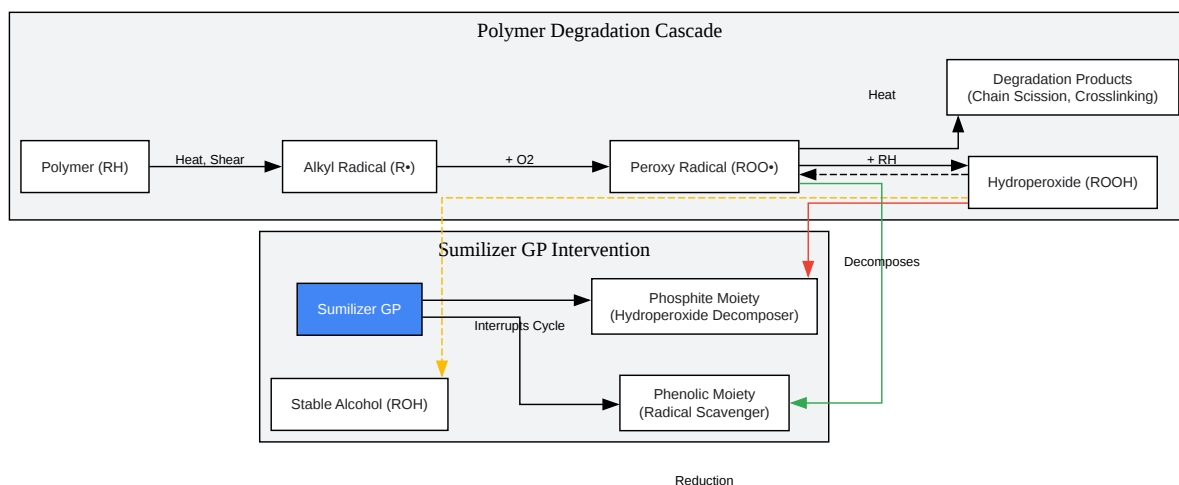 Polymer Degradation Cascade
Degradation Products
(Chain Scission, Crosslinking)
Heat
Polymer (RH)
Heat, Shear
Alkyl Radical (R•)
+ O2
Peroxy Radical (ROO•)
+ RH
Hydroperoxide (ROOH)
Sumilizer GP Intervention
Decomposes
Sumilizer GP
Phosphite Moiety
(Hydroperoxide Decomposer)
Interrupts Cycle
Stable Alcohol (ROH)
Phenolic Moiety
(Radical Scavenger)
Reduction